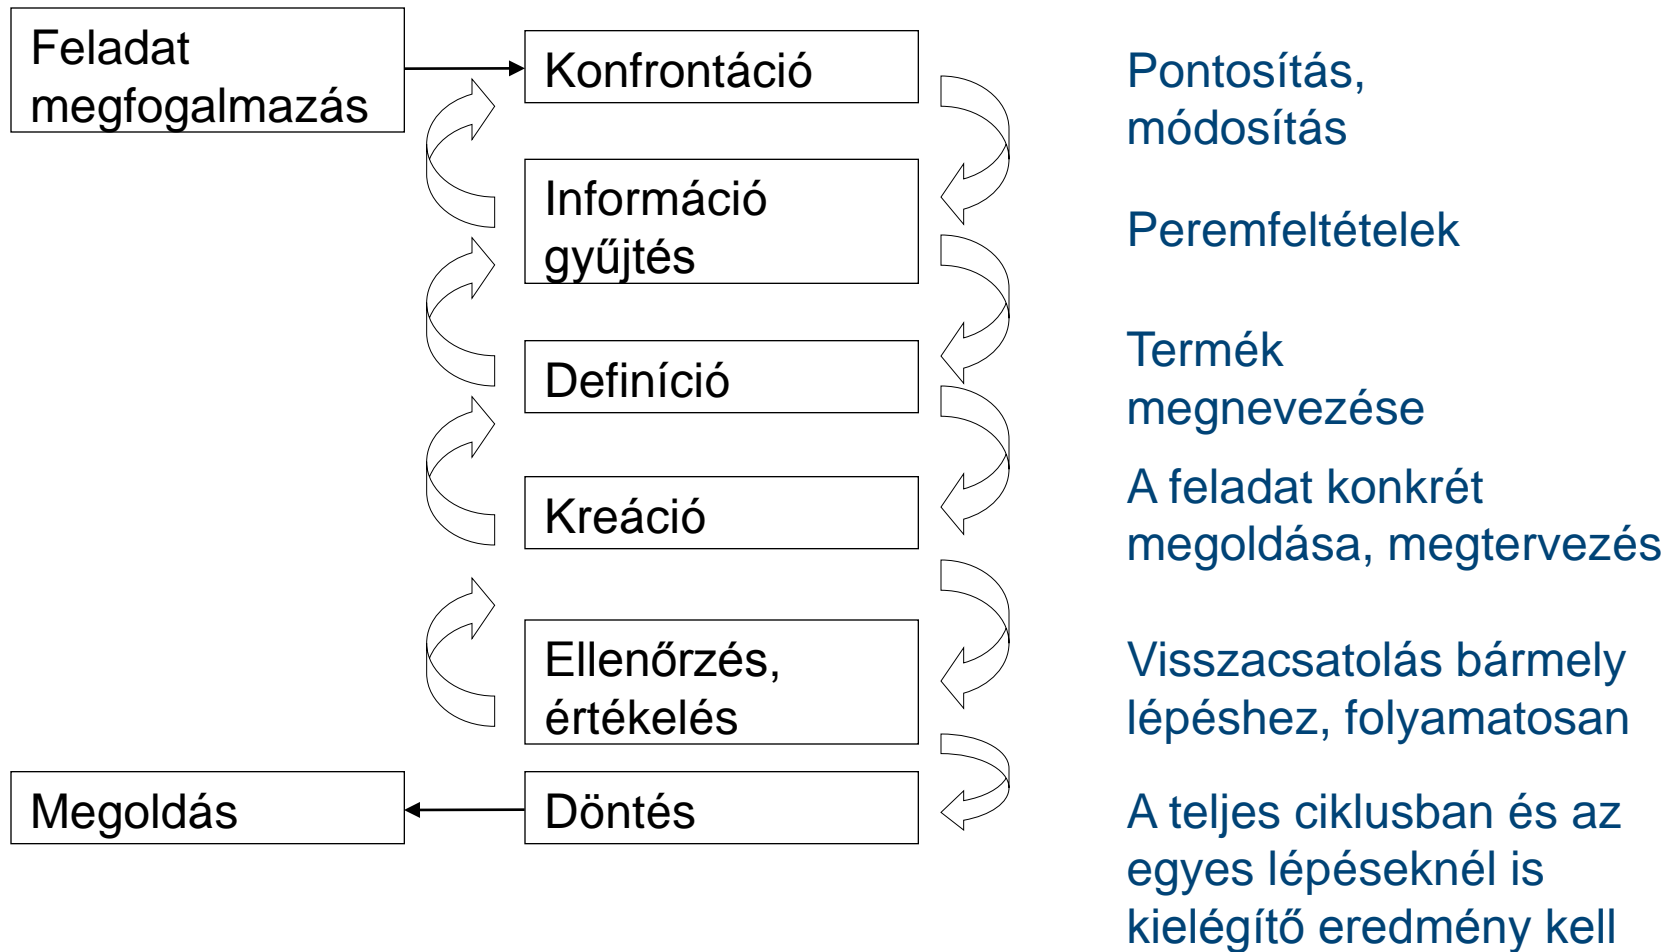 Feladat
megfogalmazás
Konfrontáció
Pontosítás,
módosítás
Információ
gyűjtés
Peremfeltételek
Definíció
Termék
megnevezése
Kreáció
A feladat konkrét
megoldása, megtervezés
Ellenőrzés,
értékelés
Visszacsatolás bármely
lépéshez, folyamatosan
Megoldás
Döntés
A teljes ciklusban és az
egyes lépéseknél is
kielégítő eredmény kell